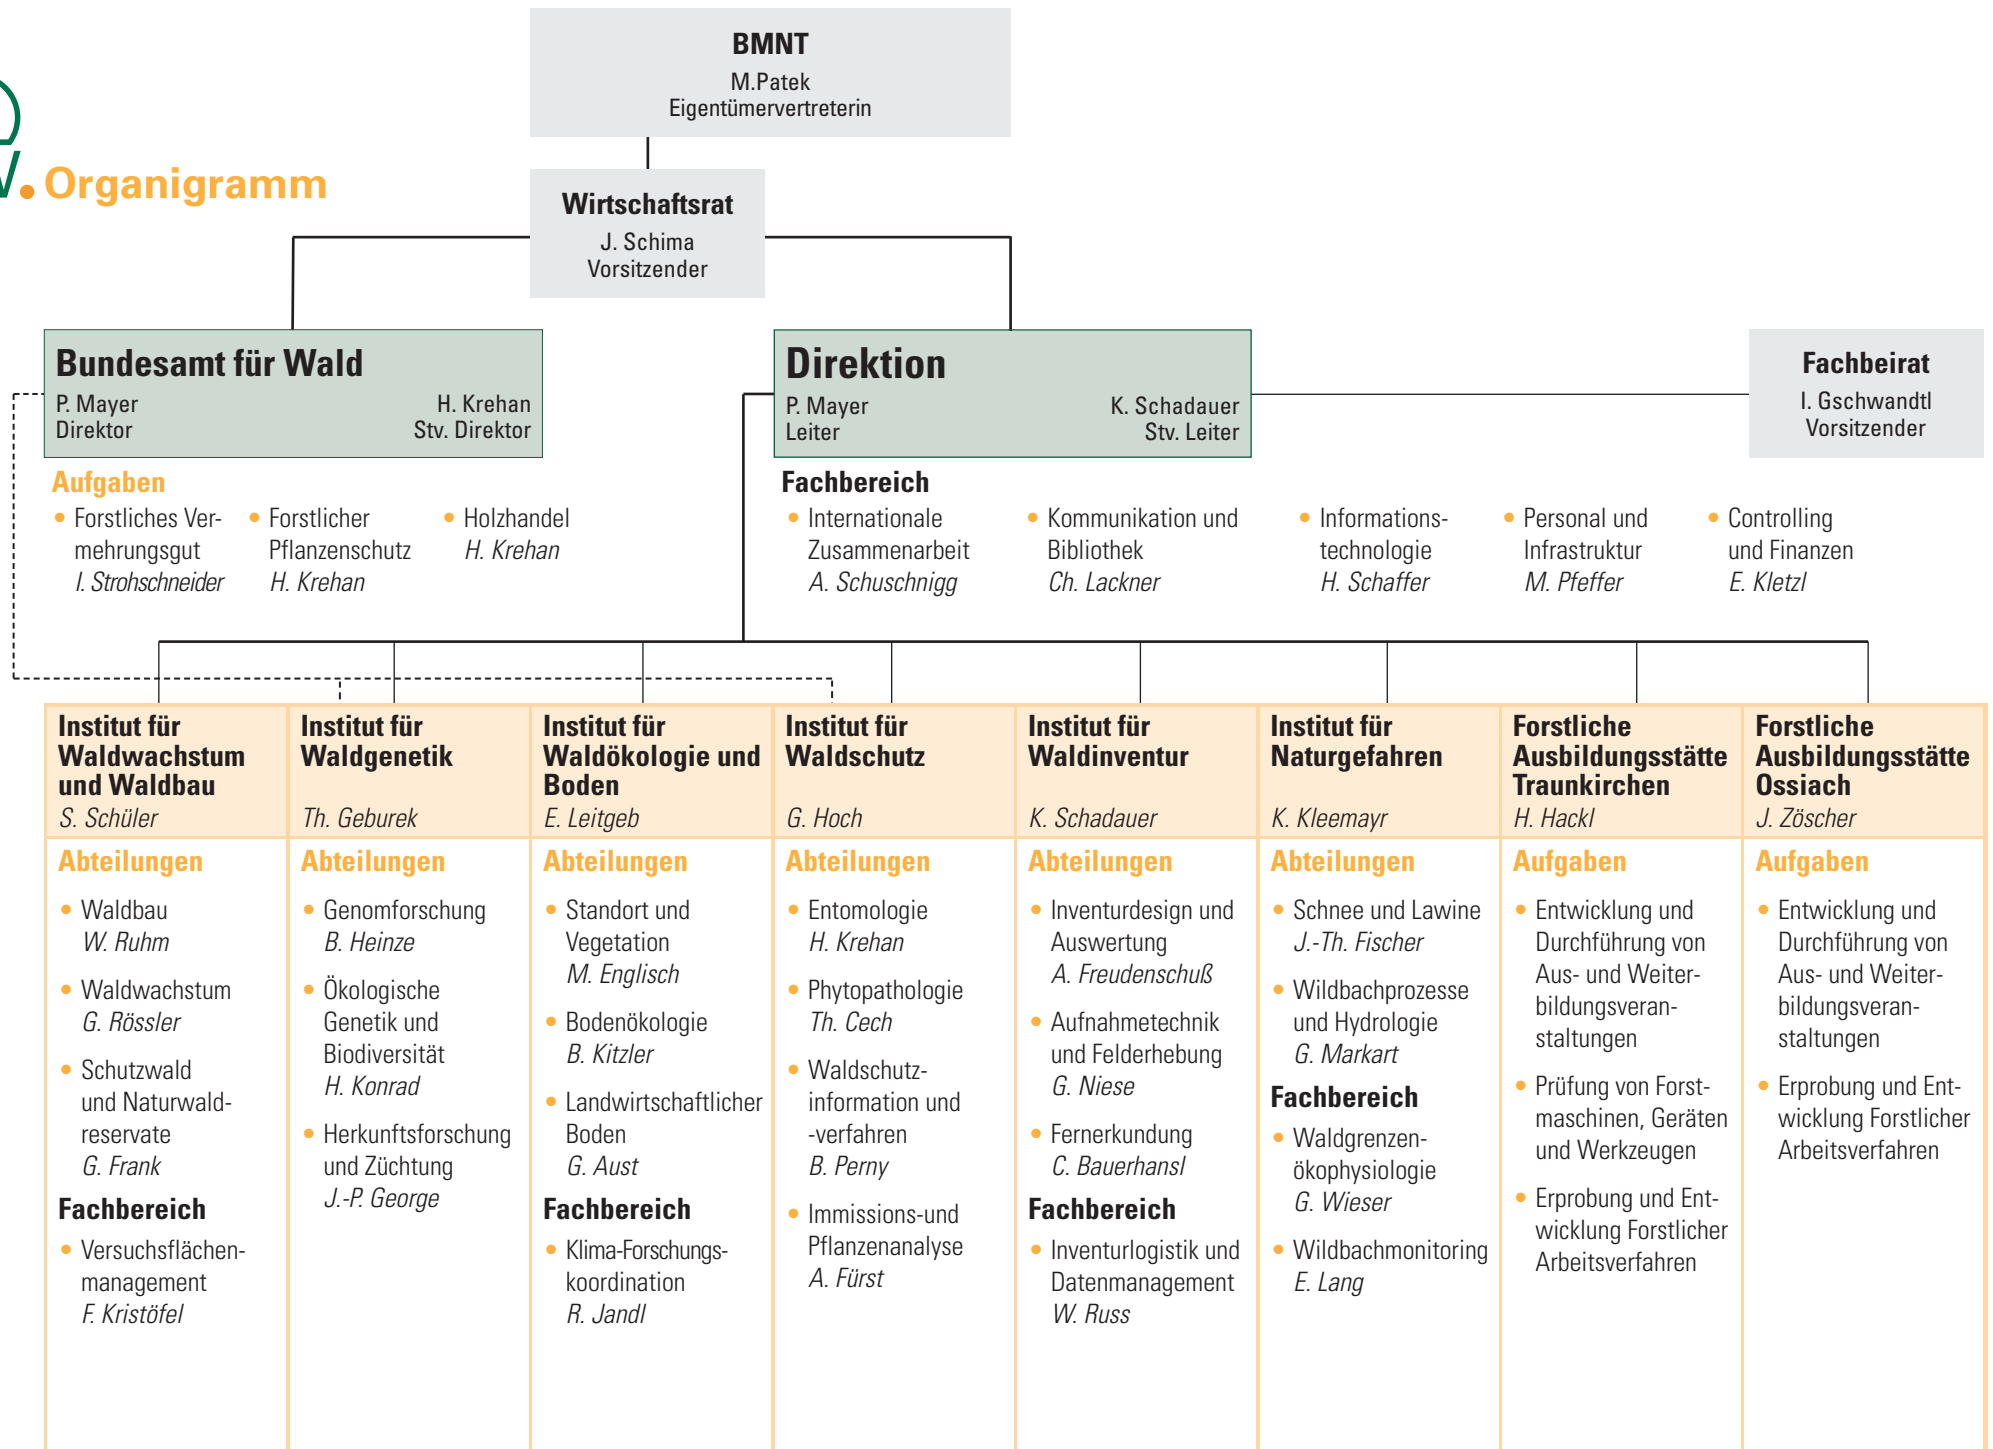 BMNT
M.Patek
Eigentümervertreterin
Organigramm
Wirtschaftsrat
J. Schima
Vorsitzender
Bundesamt für Wald
P. Mayer
Direktor
H. Krehan
Stv. Direktor
Direktion
P. Mayer
Leiter
K. Schadauer
Stv. Leiter
Fachbeirat
I. Gschwandtl
Vorsitzender
Aufgaben
• Forstliches Ver-
mehrungsgut
I. Strohschneider
• Forstlicher
Pflanzenschutz
H. Krehan
• Holzhandel
H. Krehan
Fachbereich
• Internationale
Zusammenarbeit
A. Schuschnigg
• Kommunikation und
Bibliothek
Ch. Lackner
• Informations-
technologie
H. Schaffer
• Personal und
Infrastruktur
M. Pfeffer
• Controlling
und Finanzen
E. Kletzl
Institut für
Waldwachstum
und Waldbau
S. Schüler
Abteilungen
• Waldbau
W. Ruhm
• Waldwachstum
G. Rössler
• Schutzwald
und Naturwald-
reservate
G. Frank
Fachbereich
• Versuchsflächen-
management
F. Kristöfel
Institut für
Waldgenetik
Th. Geburek
Abteilungen
• Genomforschung
B. Heinze
• Ökologische
Genetik und
Biodiversität
H. Konrad
• Herkunftsforschung
und Züchtung
J.-P. George
Institut für
Waldökologie und
Boden
E. Leitgeb
Abteilungen
• Standort und
Vegetation
M. Englisch
• Bodenökologie
B. Kitzler
• Landwirtschaftlicher
Boden
G. Aust
Fachbereich
• Klima-Forschungs-
koordination
R. Jandl
Institut für
Waldschutz
G. Hoch
Abteilungen
• Entomologie
H. Krehan
• Phytopathologie
Th. Cech
• Waldschutz-
information und
-verfahren
B. Perny
• Immissions-und
Pflanzenanalyse
A. Fürst
Institut für
Waldinventur
K. Schadauer
Abteilungen
• Inventurdesign und
Auswertung
A. Freudenschuß
• Aufnahmetechnik
und Felderhebung
G. Niese
• Fernerkundung
C. Bauerhansl
Fachbereich
• Inventurlogistik und
Datenmanagement
W. Russ
Institut für
Naturgefahren
K. Kleemayr
Abteilungen
• Schnee und Lawine
J.-Th. Fischer
• Wildbachprozesse
und Hydrologie
G. Markart
Fachbereich
• Waldgrenzen-
ökophysiologie
G. Wieser
• Wildbachmonitoring
E. Lang
Forstliche
Ausbildungsstätte
Traunkirchen
H. Hackl
Aufgaben
• Entwicklung und
Durchführung von
Aus- und Weiter-
bildungsveran-
staltungen
• Prüfung von Forst-
maschinen, Geräten
und Werkzeugen
• Erprobung und Ent-
wicklung Forstlicher
Arbeitsverfahren
Forstliche
Ausbildungsstätte
Ossiach
J. Zöscher
Aufgaben
• Entwicklung und
Durchführung von
Aus- und Weiter-
bildungsveran-
staltungen
• Erprobung und Ent-
wicklung Forstlicher
Arbeitsverfahren